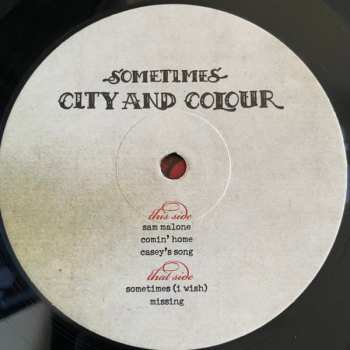 SOMETIMES
CITY AND COLOUR
this side
sam malone
comin' home
casey's song
that side
sometimes (i wish)
missing